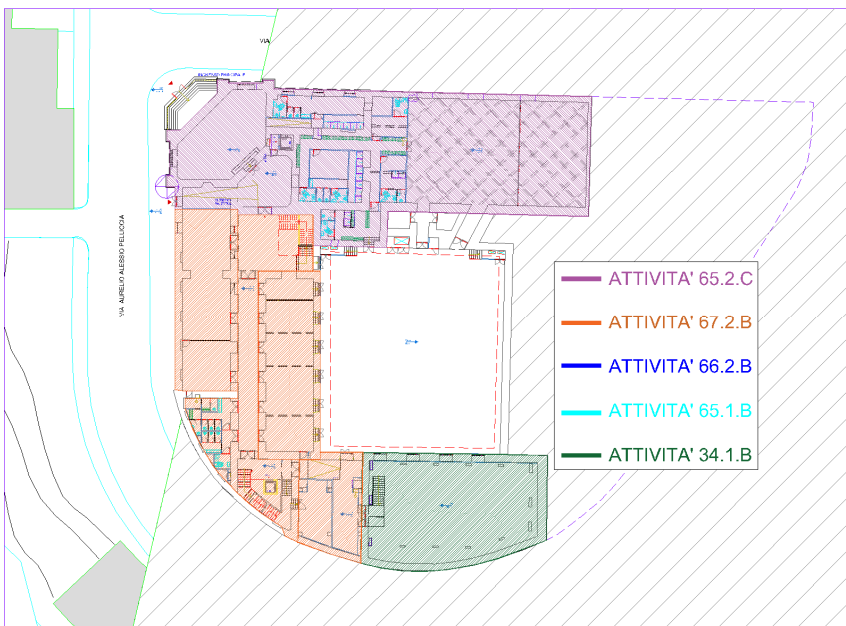 VIA
VIA AURELIO ALESSIO PELLICCIA
ATTIVITA' 65.2.C
ATTIVITA' 67.2.B
ATTIVITA' 66.2.B
ATTIVITA' 65.1.B
ATTIVITA' 34.1.B